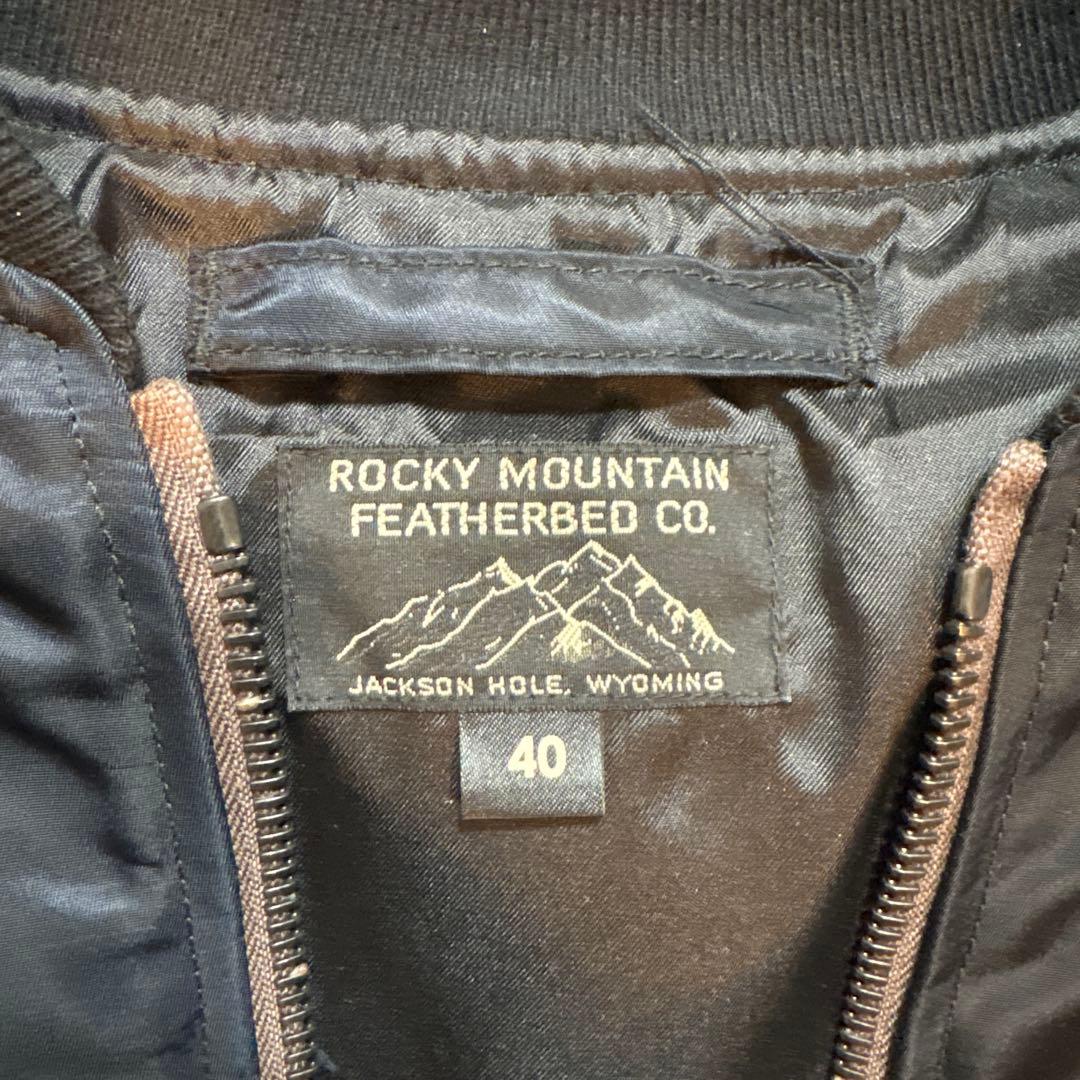 ROCKY MOUNTAIN
FEATHERBED CO.
JACKSON HOLE, WYOMING
40